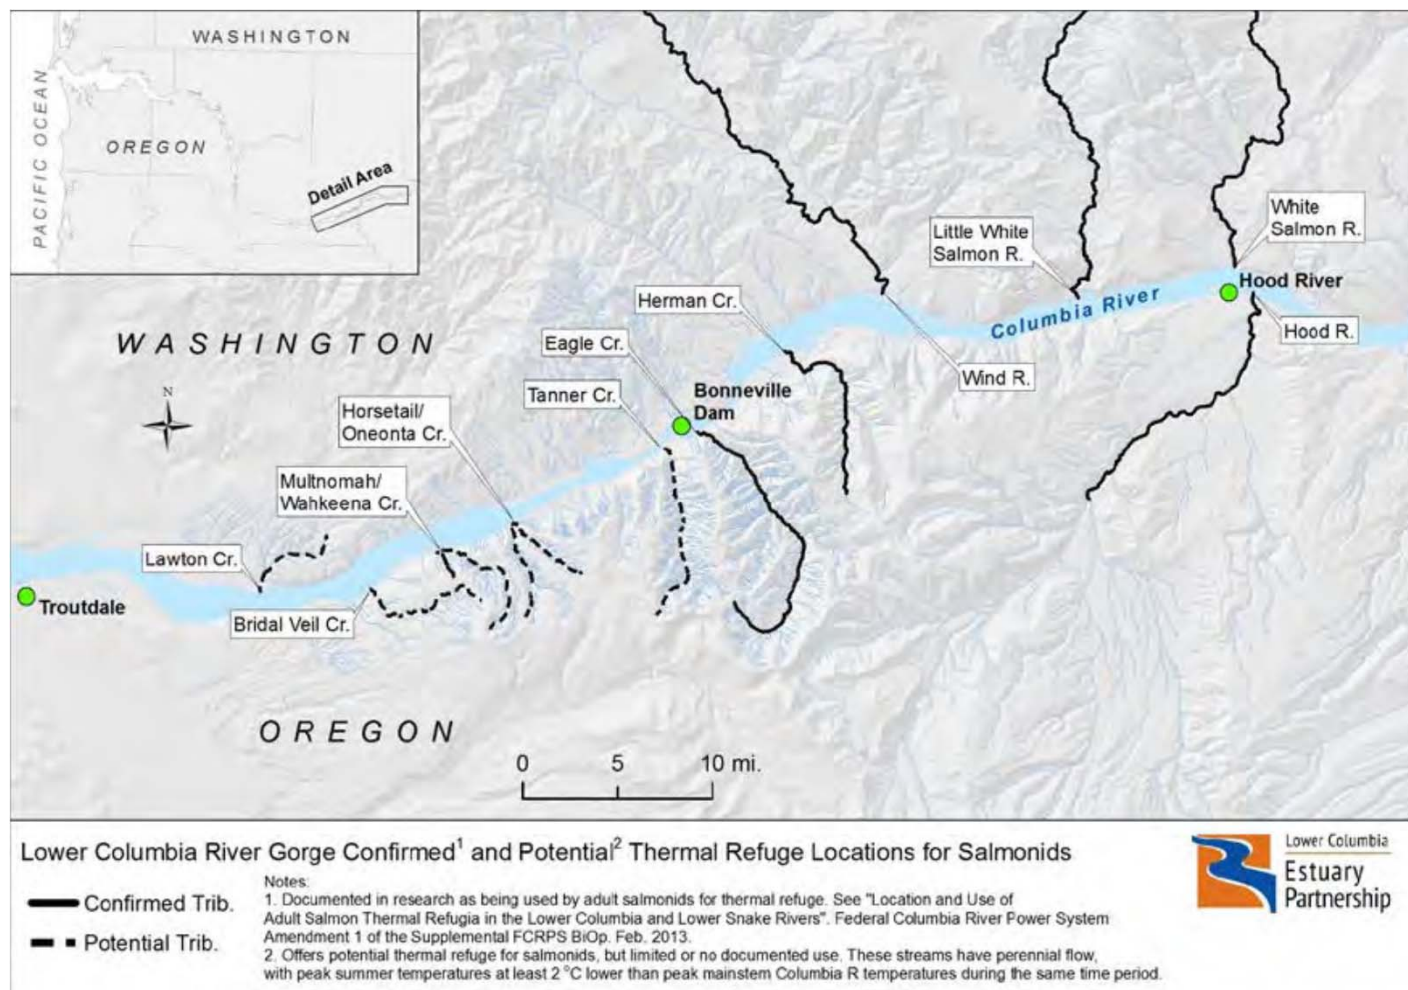 WASHINGTON
PACIFIC OCEAN
OREGON
Detail Area
White
Salmon R.
Little White
Salmon R.
Hood River
Columbia River
Herman Cr.
Hood R.
WASHINGTON
Eagle Cr.
Wind R.
Bonneville
Dam
Tanner Cr.
N
Horsetail/
Oneonta Cr.
Multnomah/
Wahkeena Cr.
Lawton Cr.
Troutdale
Bridal Veil Cr.
OREGON
0 5 10 mi.
Lower Columbia River Gorge Confirmed1 and Potential2 Thermal Refuge Locations for Salmonids
Confirmed Trib.
Potential Trib.
Notes:
1. Documented in research as being used by adult salmonids for thermal refuge. See "Location and Use of
Adult Salmon Thermal Refugia in the Lower Columbia and Lower Snake Rivers". Federal Columbia River Power System
Amendment 1 of the Supplemental FCRPS BiOp. Feb. 2013.
2. Offers potential thermal refuge for salmonids, but limited or no documented use. These streams have perennial flow,
with peak summer temperatures at least 2 °C lower than peak mainstem Columbia R temperatures during the same time period.
Lower Columbia
Estuary
Partnership